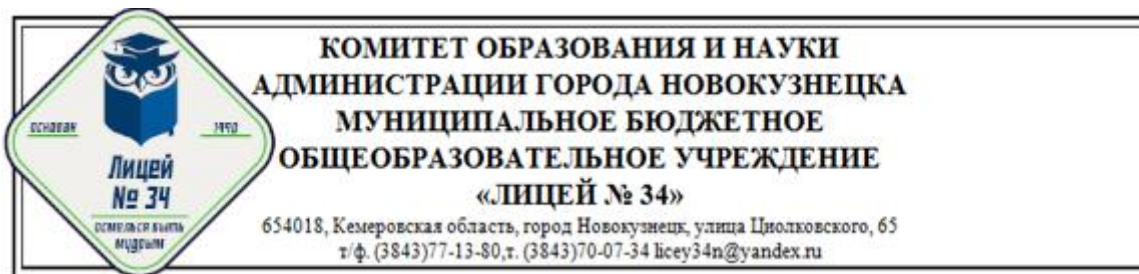 КОМИТЕТ ОБРАЗОВАНИЯ И НАУКИ
АДМИНИСТРАЦИИ ГОРОДА НОВОКУЗНЕЦКА
МУНИЦИПАЛЬНОЕ БЮДЖЕТНОЕ
ОБЩЕОБРАЗОВАТЕЛЬНОЕ УЧРЕЖДЕНИЕ
«ЛИЦЕЙ № 34»
654018, Кемеровская область, город Новокузнецк, улица Циолковского, 65
т/ф. (3843)77-13-80,т. (3843)70-07-34 licey34n@yandex.ru
основан 1990
Лицей
№ 34
осмелься быть
мудрым